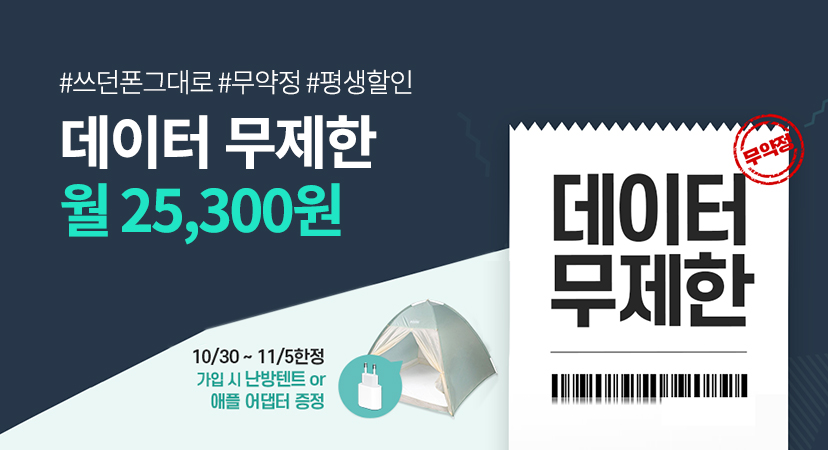 #쓰던폰그대로 #무약정 #평생할인
데이터 무제한
월 25,300원
10/30 ~ 11/5한정
가입 시 난방텐트 or
애플 어댑터 증정
무약정
데이터
무제한